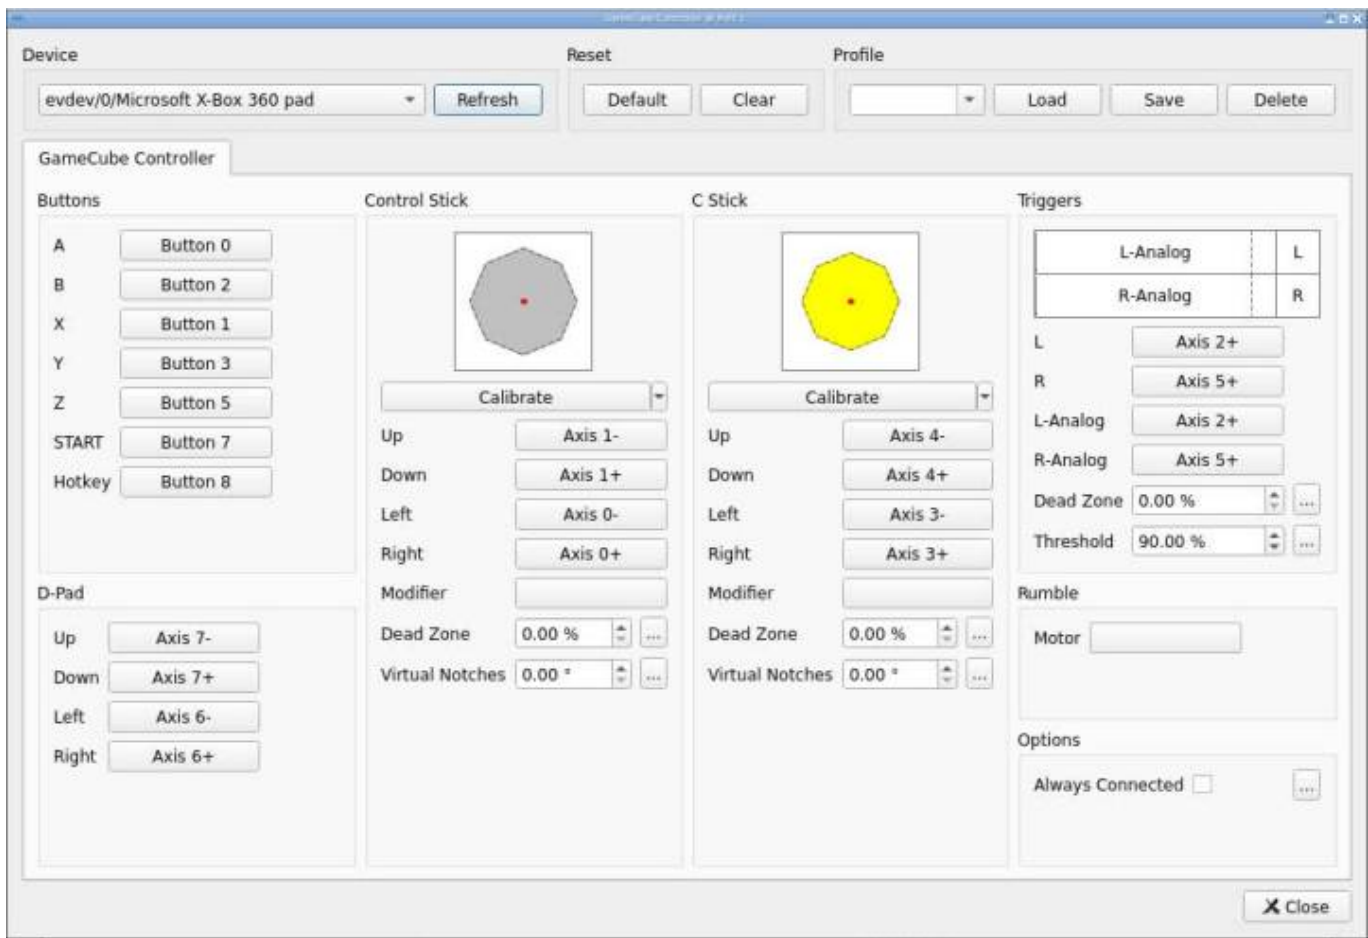 GameCube Controller at Port 1
Device
Reset
Profile
evdev/0/Microsoft X-Box 360 pad
Refresh
Default
Clear
Load
Save
Delete
GameCube Controller
Buttons
A Button 0
B Button 2
X Button 1
Y Button 3
Z Button 5
START Button 7
Hotkey Button 8
D-Pad
Up Axis 7-
Down Axis 7+
Left Axis 6-
Right Axis 6+
Control Stick
Calibrate
Up Axis 1-
Down Axis 1+
Left Axis 0-
Right Axis 0+
Modifier
Dead Zone 0.00 % ...
Virtual Notches 0.00 ° ...
C Stick
Calibrate
Up Axis 4-
Down Axis 4+
Left Axis 3-
Right Axis 3+
Modifier
Dead Zone 0.00 % ...
Virtual Notches 0.00 ° ...
Triggers
L-Analog L
R-Analog R
L Axis 2+
R Axis 5+
L-Analog Axis 2+
R-Analog Axis 5+
Dead Zone 0.00 % ...
Threshold 90.00 % ...
Rumble
Motor
Options
Always Connected ...
Close